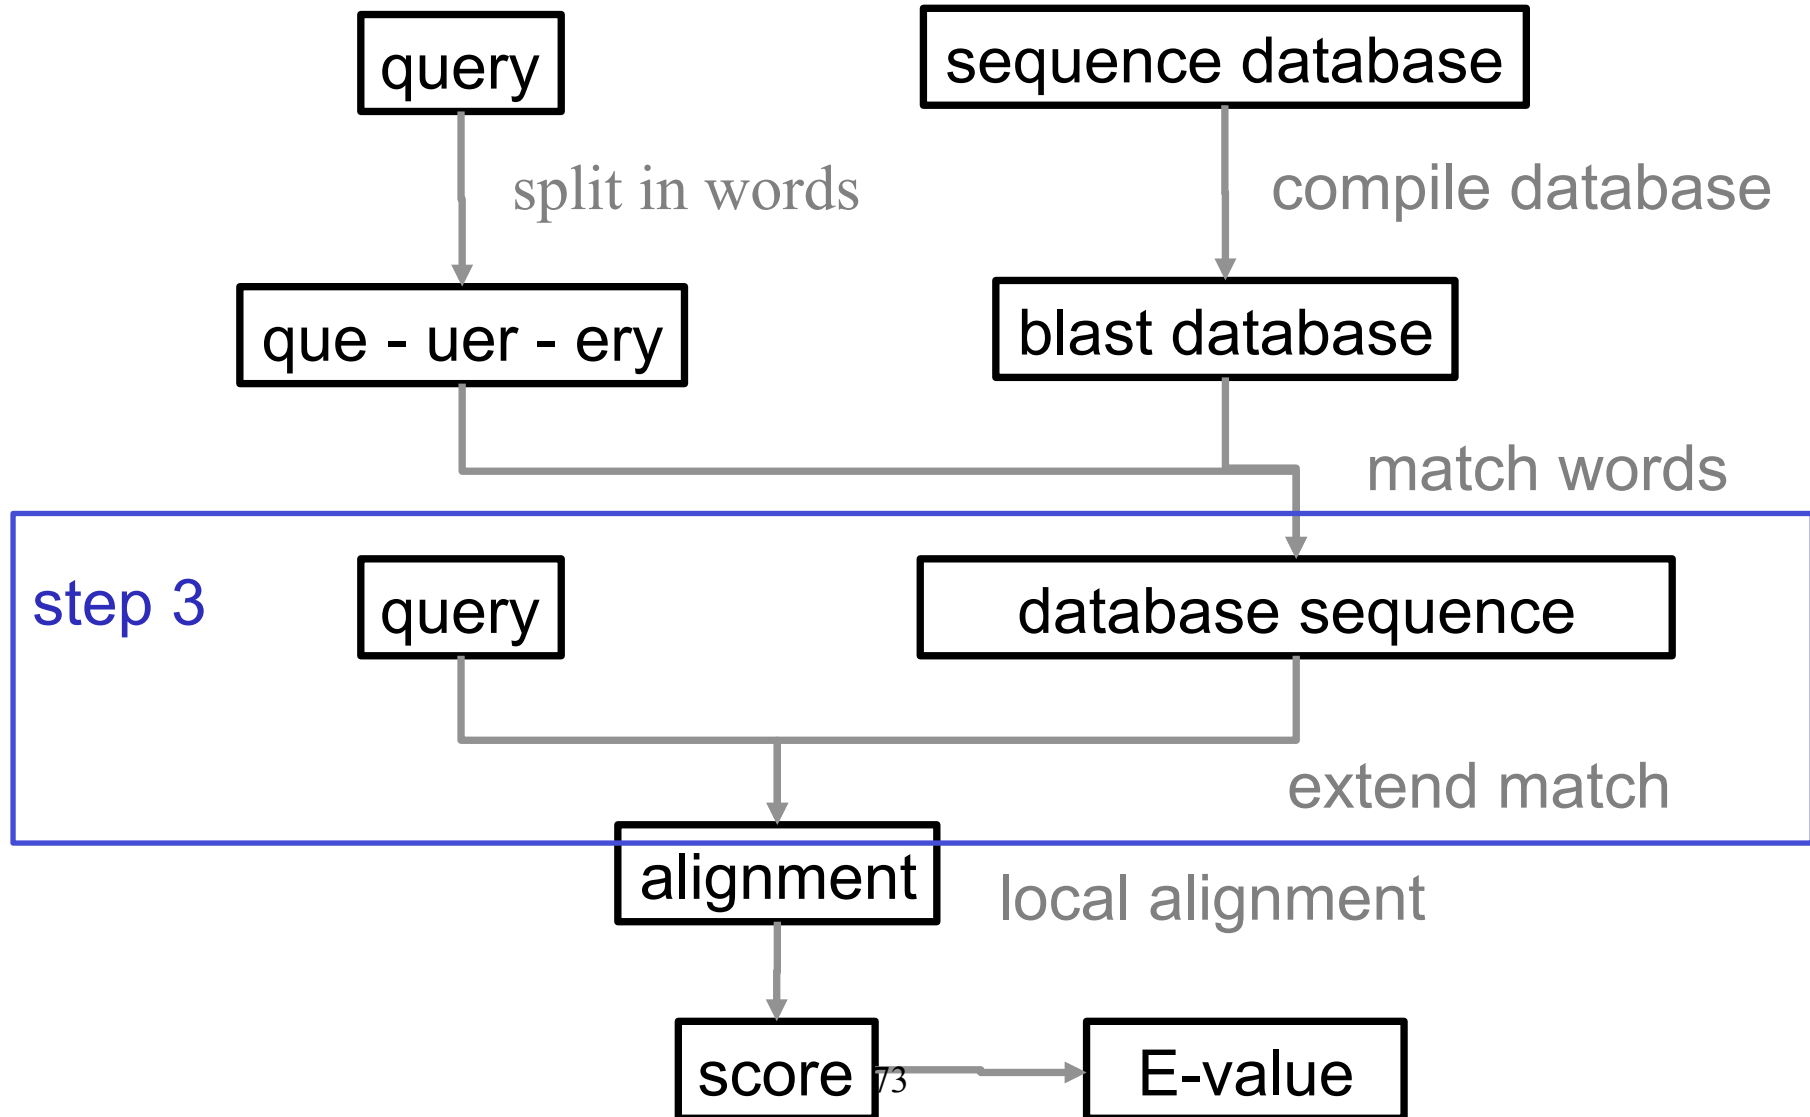 query
sequence database
split in words
compile database
que - uer - ery
blast database
match words
step 3
query
database sequence
extend match
alignment
local alignment
score
73
E-value